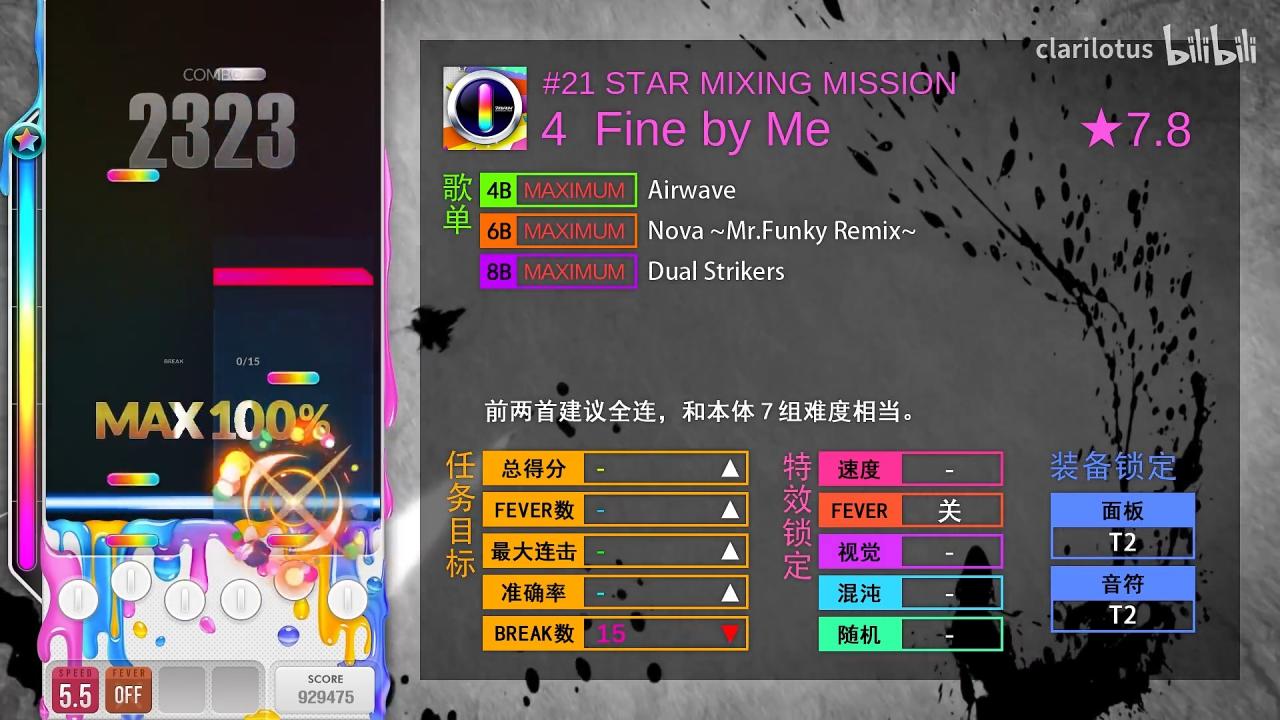 COMBO
2323
BREAK 0/15
MAX 100%
SPEED
5.5
FEVER
OFF
SCORE
929475
clarilotus bilibili
#21 STAR MIXING MISSION
4 Fine by Me
★7.8
歌单
4B MAXIMUM Airwave
6B MAXIMUM Nova ~Mr.Funky Remix~
8B MAXIMUM Dual Strikers
前两首建议全连，和本体７组难度相当。
任务目标
总得分 - ▲
FEVER数 - ▲
最大连击 - ▲
准确率 - ▲
BREAK数 15 ▼
特效锁定
速度 -
FEVER 关
视觉 -
混沌 -
随机 -
装备锁定
面板
T2
音符
T2